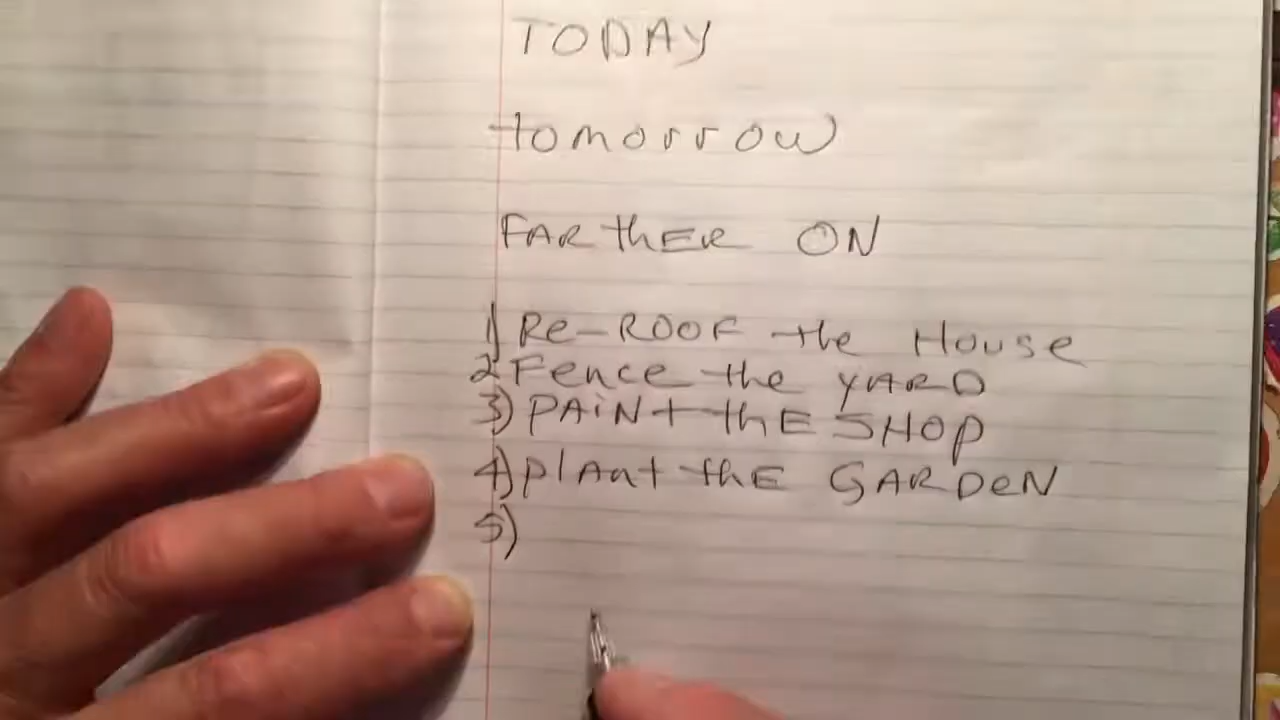 TODAY
tomorrow
FARthER ON
1) Re-ROOF the House
2 Fence the YARD
3) PAiNt thE SHOP
4) plAnt thE GARDeN
5)